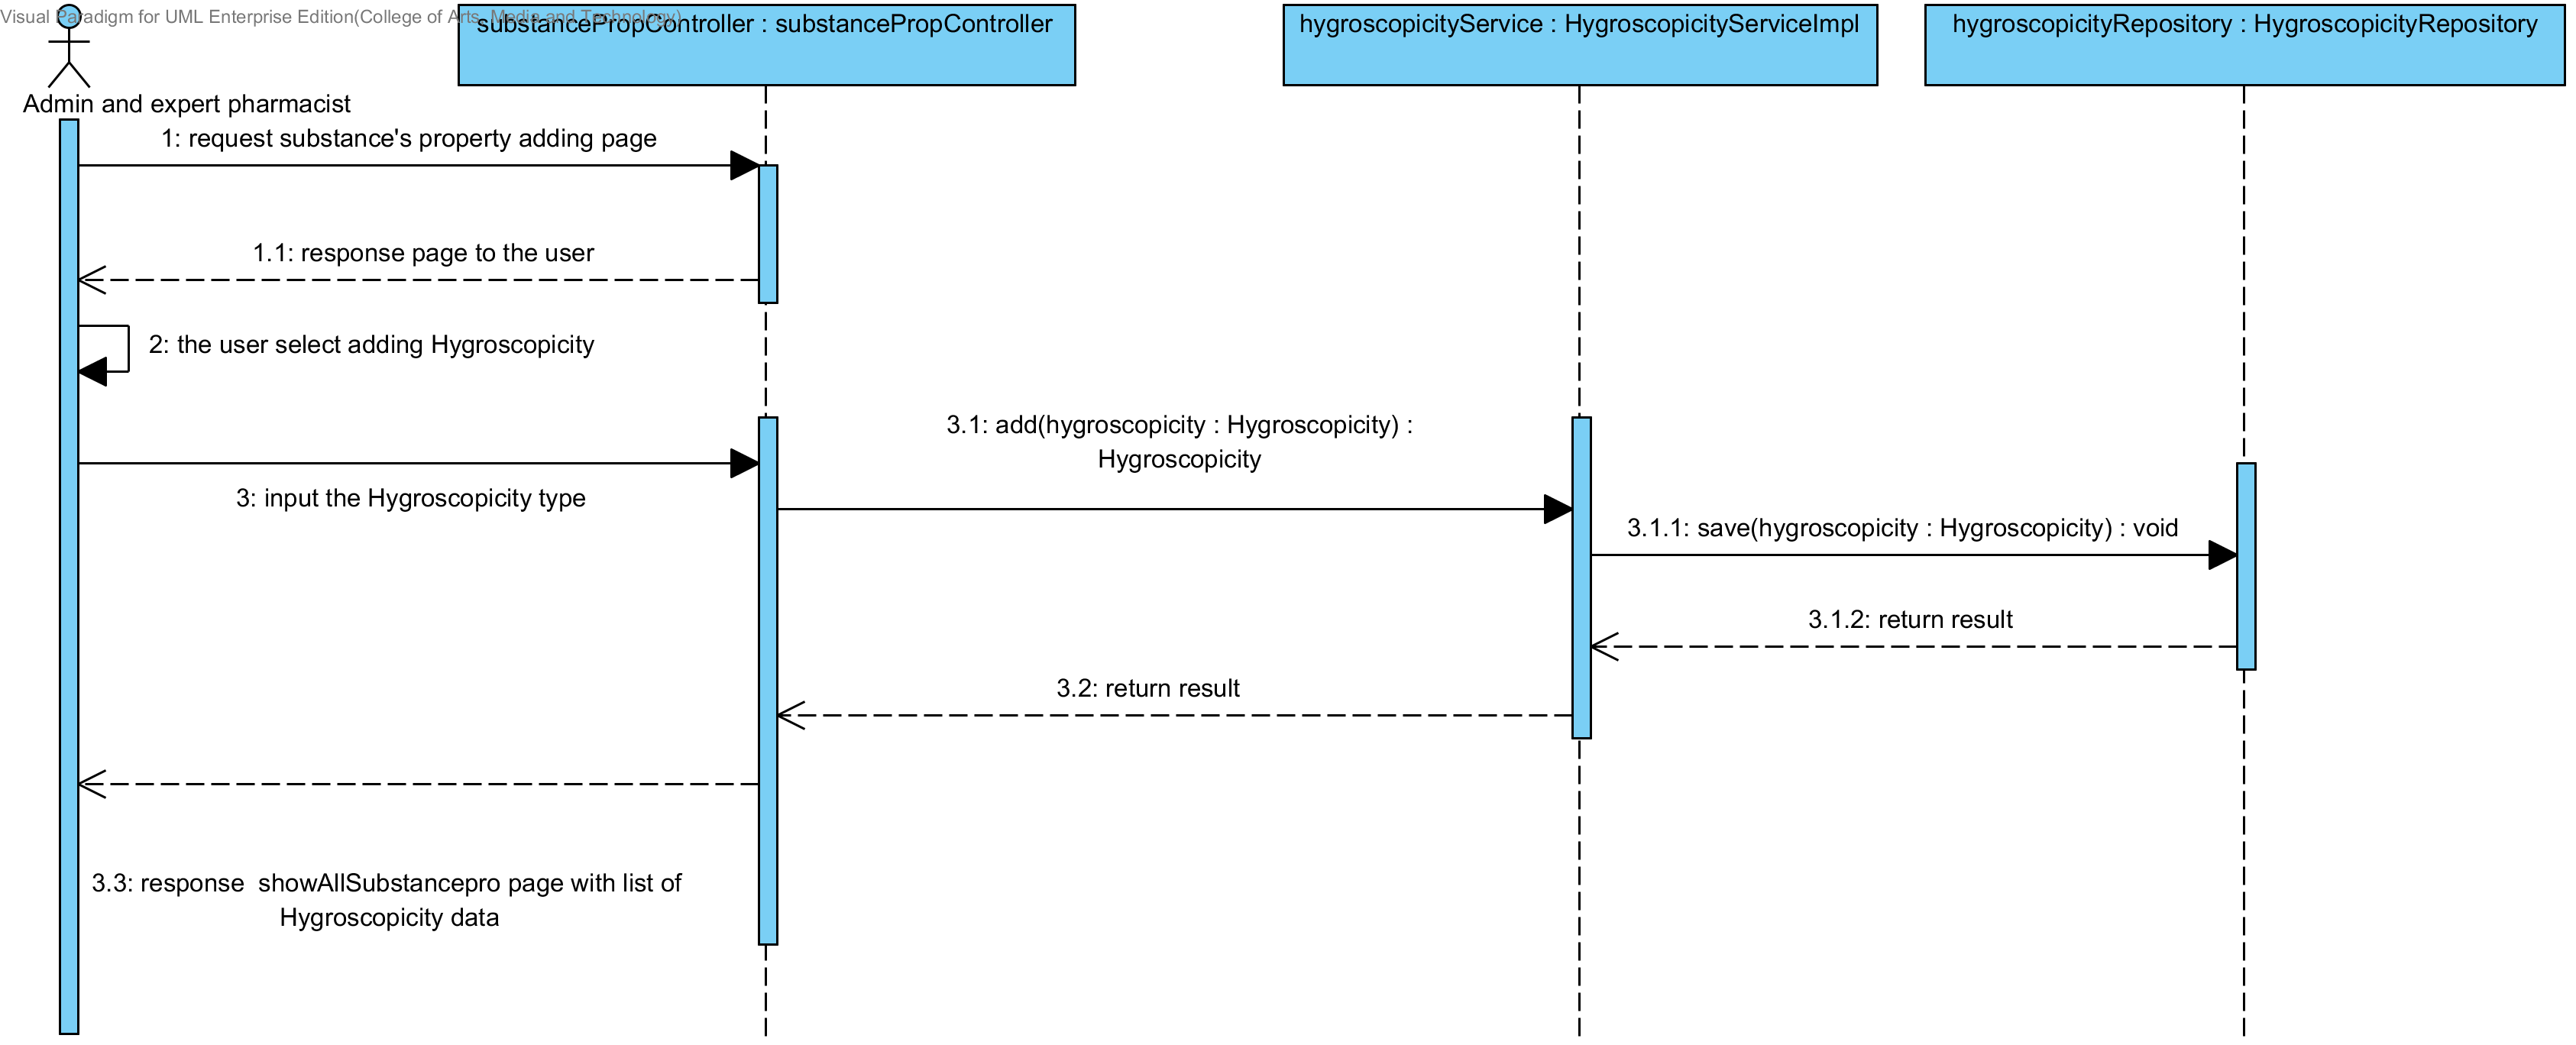 Visual Paradigm for UML Enterprise Edition(College of Arts, Media and Technology)
substancePropController : substancePropController
hygroscopicityService : HygroscopicityServiceImpl
hygroscopicityRepository : HygroscopicityRepository
Admin and expert pharmacist
1: request substance's property adding page
1.1: response page to the user
2: the user select adding Hygroscopicity
3.1: add(hygroscopicity : Hygroscopicity) :
Hygroscopicity
3: input the Hygroscopicity type
3.1.1: save(hygroscopicity : Hygroscopicity) : void
3.1.2: return result
3.2: return result
3.3: response  showAllSubstancepro page with list of
Hygroscopicity data